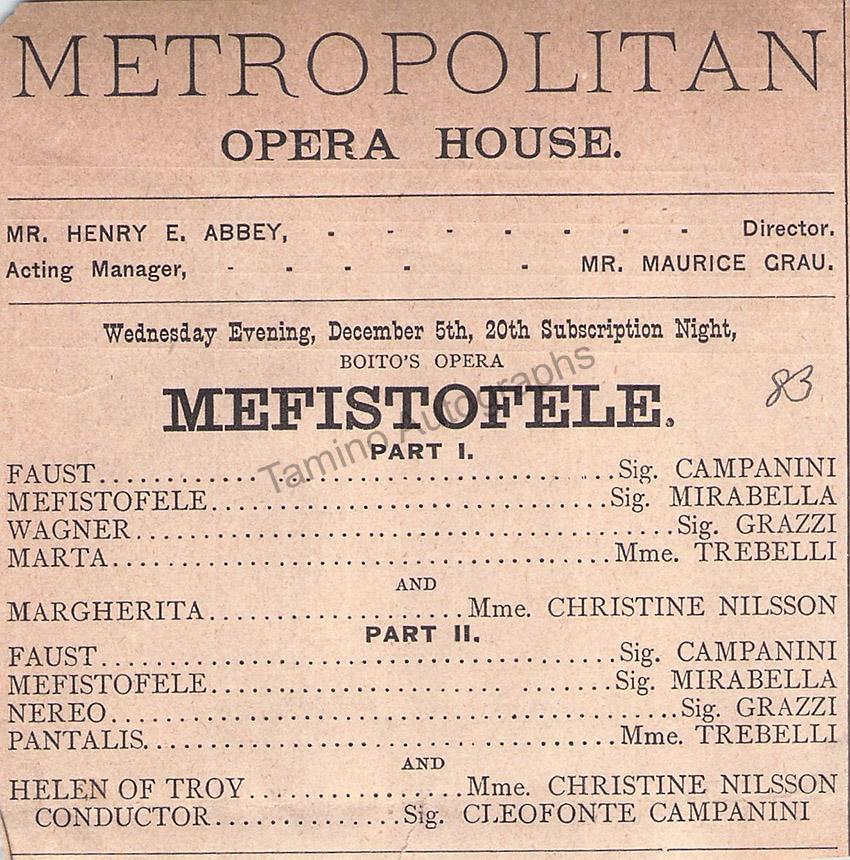 METROPOLITAN
OPERA HOUSE.
MR. HENRY E. ABBEY, - - - - - - - Director.
Acting Manager, - - - - - MR. MAURICE GRAU.
Wednesday Evening, December 5th, 20th Subscription Night,
BOITO'S OPERA
83
MEFISTOFELE.
Tamino Autographs
PART I.
FAUST....................................Sig. CAMPANINI
MEFISTOFELE..............................Sig. MIRABELLA
WAGNER...................................Sig. GRAZZI
MARTA....................................Mme. TREBELLI
AND
MARGHERITA......................Mme. CHRISTINE NILSSON
PART II.
FAUST....................................Sig. CAMPANINI
MEFISTOFELE..............................Sig. MIRABELLA
NEREO....................................Sig. GRAZZI
PANTALIS.................................Mme. TREBELLI
AND
HELEN OF TROY..................Mme. CHRISTINE NILSSON
CONDUCTOR..............Sig. CLEOFONTE CAMPANINI